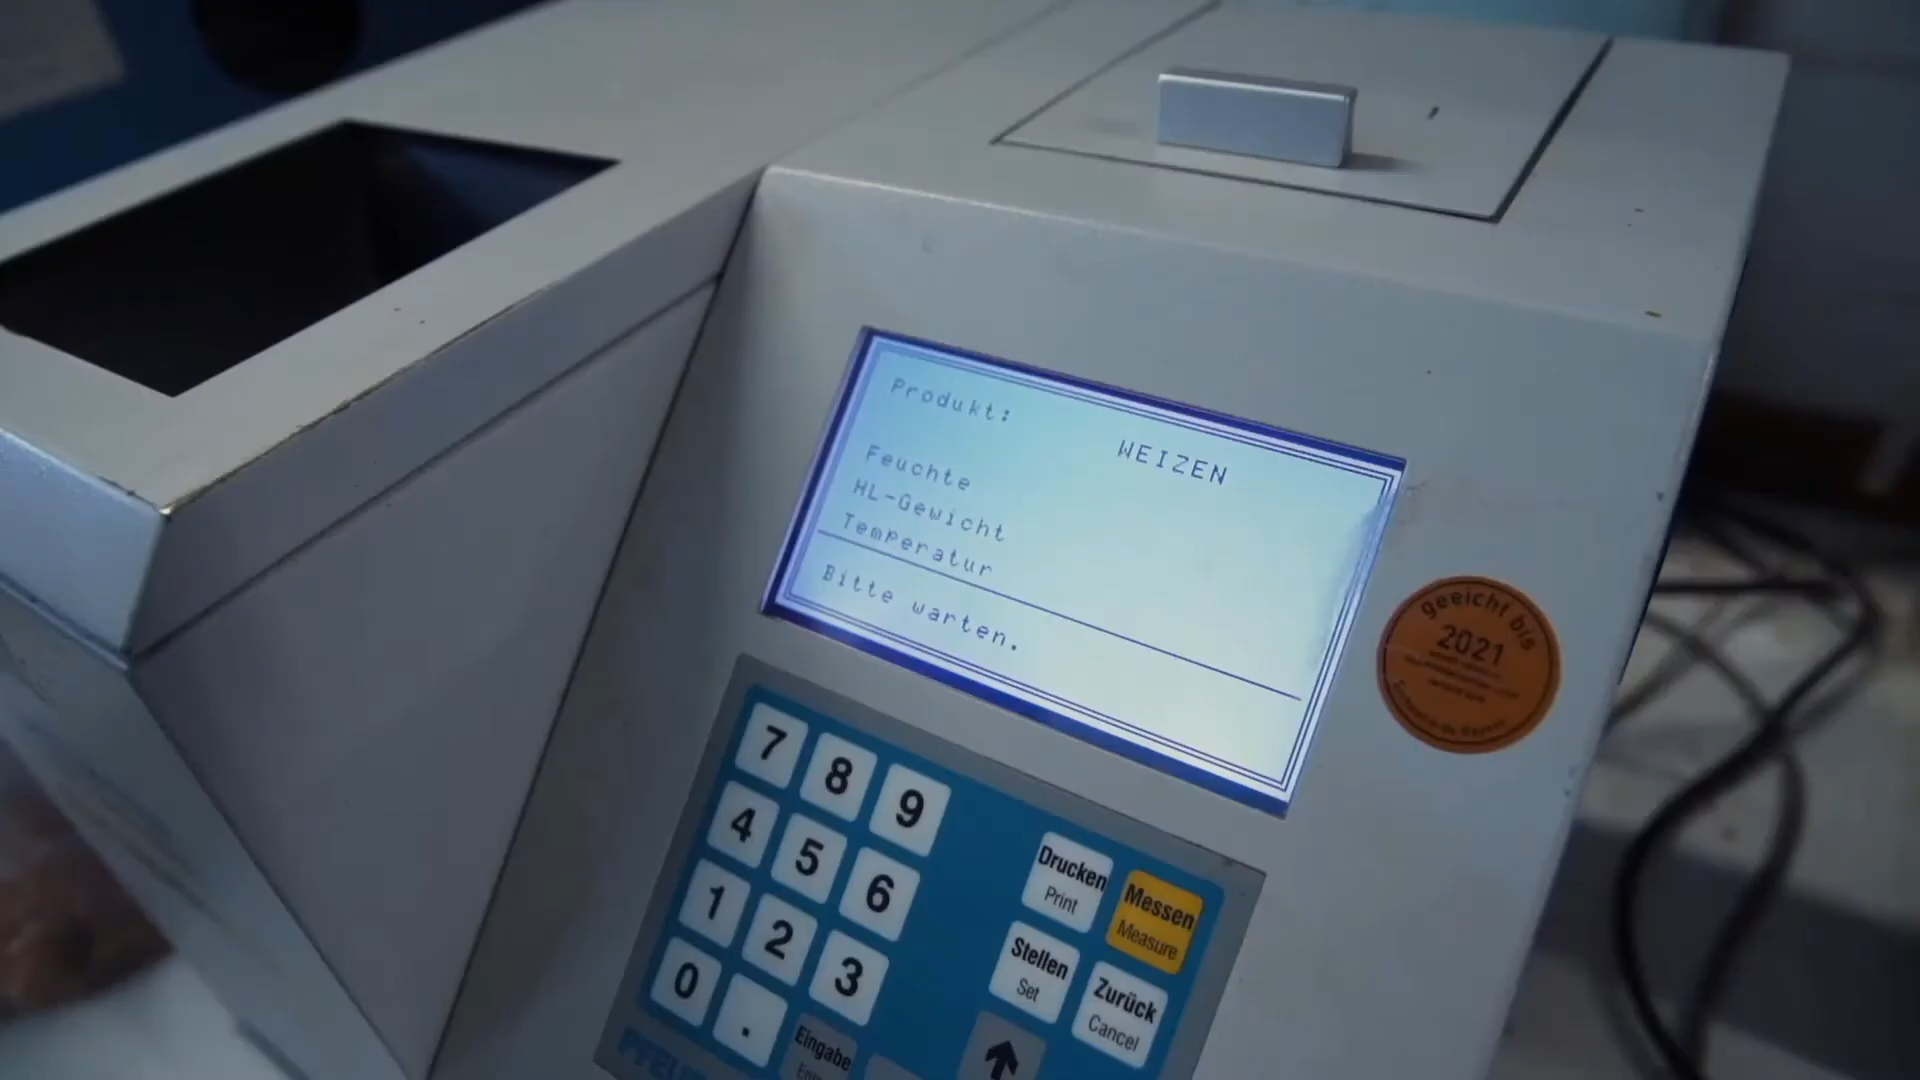 Produkt: WEIZEN
Feuchte
HL-Gewicht
Temperatur
Bitte warten.
geeicht bis
2021
7 8 9
4 5 6
1 2 3
0 .
Drucken
Print
Messen
Measure
Stellen
Set
Zurück
Cancel
Eingabe